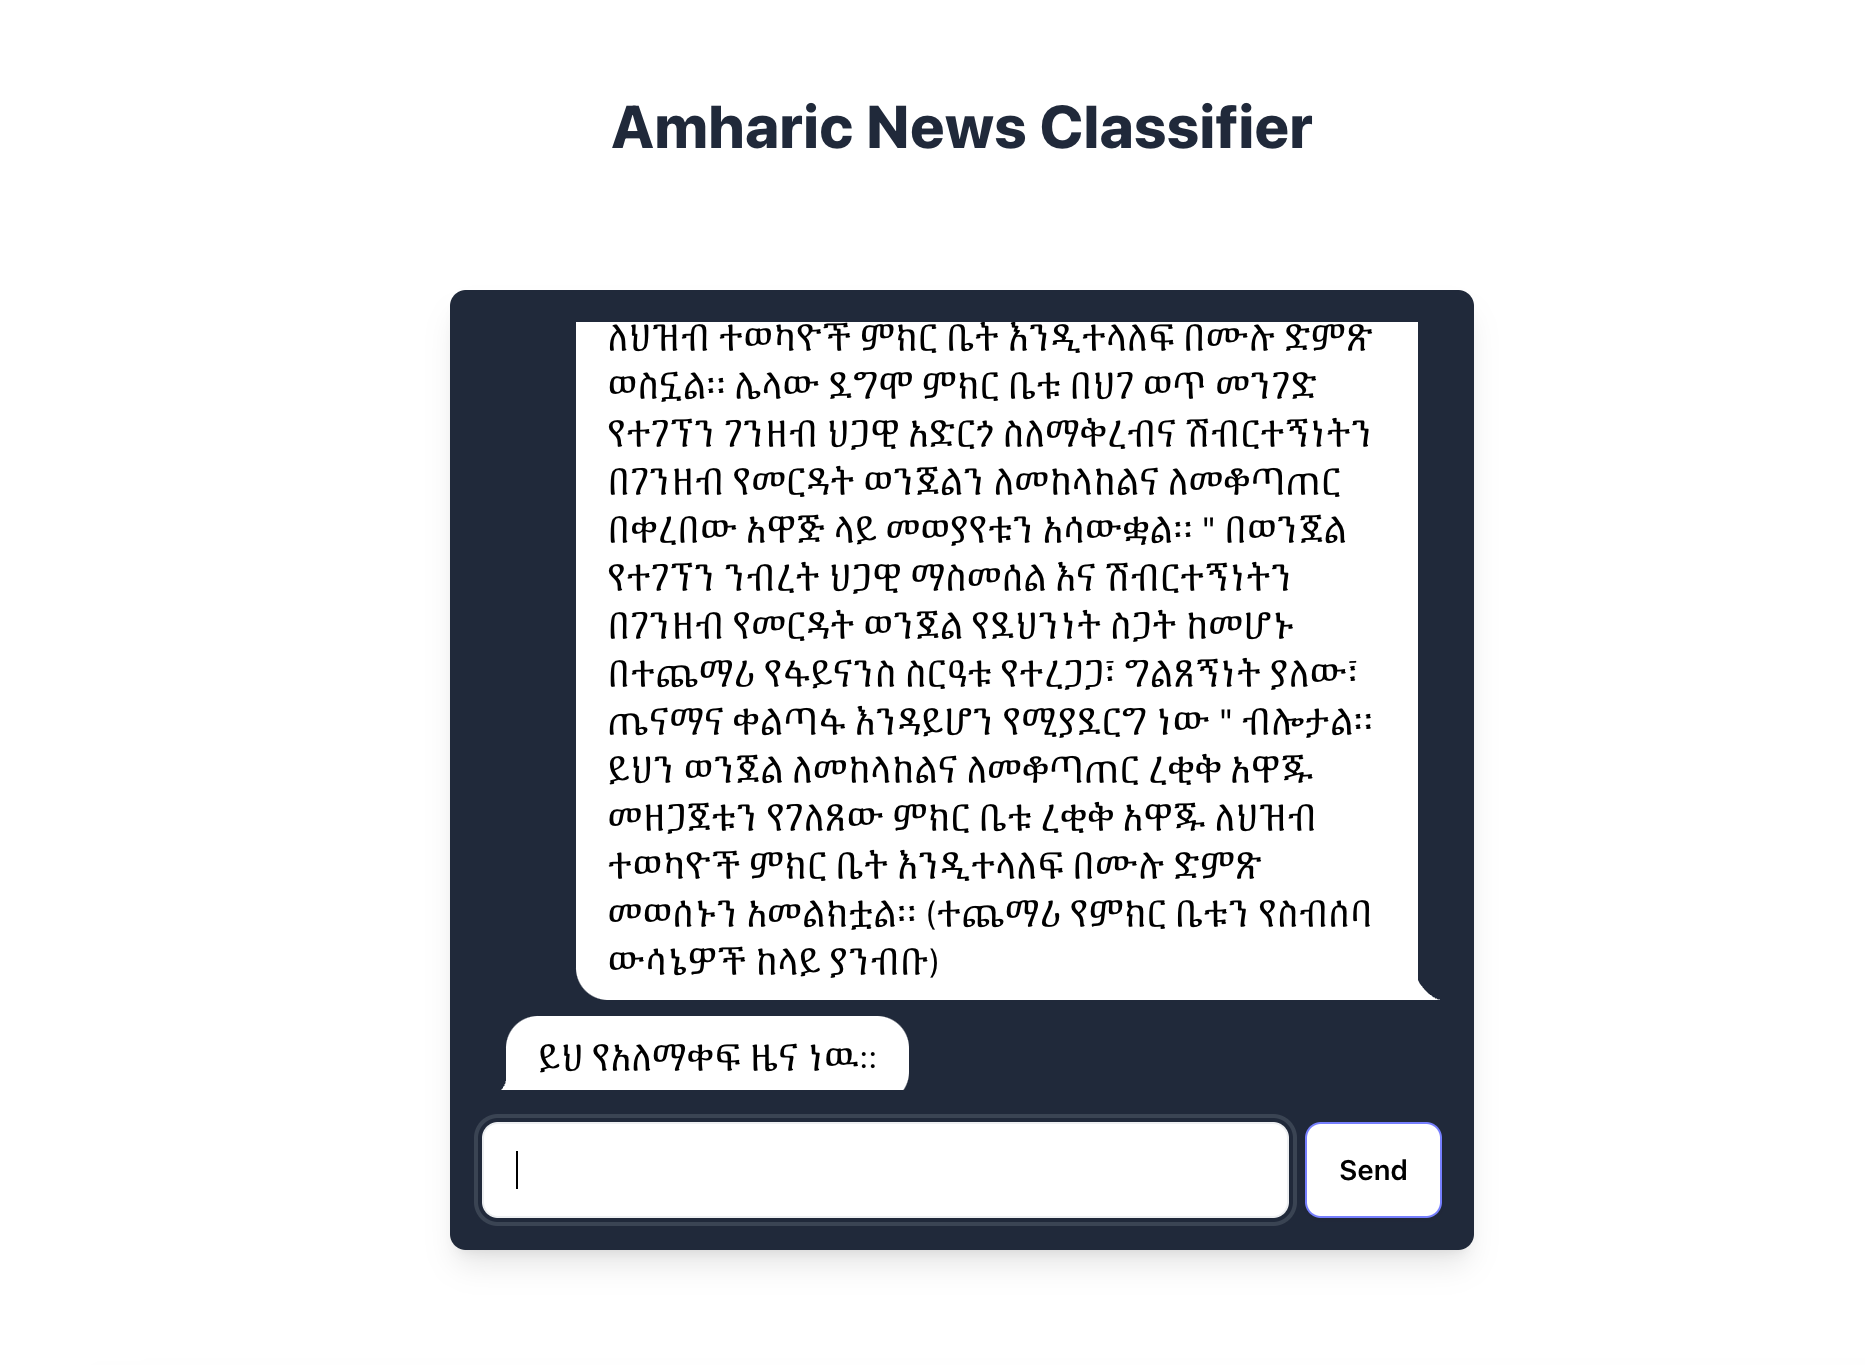 Amharic News Classifier
ለህዝብ ተወካዮች ምክር ቤት እንዲተላለፍ በሙሉ ድምጽ
ወስኗል፡፡ ሌላው ደግሞ ምክር ቤቱ በህገ ወጥ መንገድ
የተገኘን ገንዘብ ህጋዊ አድርጎ ስለማቅረብና ሽብርተኝነትን
በገንዘብ የመርዳት ወንጀልን ለመከላከልና ለመቆጣጠር
በቀረበው አዋጅ ላይ መወያየቱን አሳውቋል፡፡ " በወንጀል
የተገኘን ንብረት ህጋዊ ማስመሰል እና ሽብርተኝነትን
በገንዘብ የመርዳት ወንጀል የደህንነት ስጋት ከመሆኑ
በተጨማሪ የፋይናንስ ስርዓቱ የተረጋጋ፣ ግልጸኝነት ያለው፣
ጤናማና ቀልጣፋ እንዳይሆን የሚያደርግ ነው " ብሎታል፡፡
ይህን ወንጀል ለመከላከልና ለመቆጣጠር ረቂቅ አዋጁ
መዘጋጀቱን የገለጸው ምክር ቤቱ ረቂቅ አዋጁ ለህዝብ
ተወካዮች ምክር ቤት እንዲተላለፍ በሙሉ ድምጽ
መወሰኑን አመልክቷል፡፡ (ተጨማሪ የምክር ቤቱን የስብሰባ
ውሳኔዎች ከላይ ያንብቡ)
ይህ የአለማቀፍ ዜና ነዉ::
Send